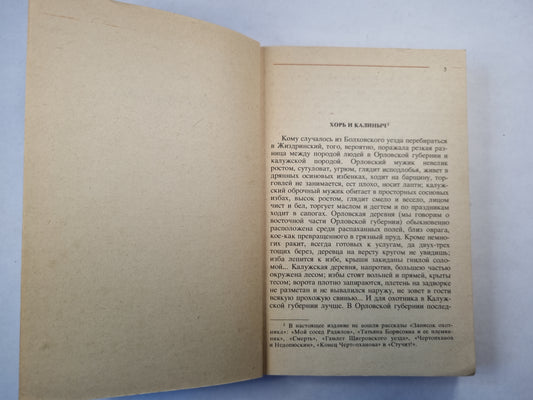 7
ХОРЬ И КАЛИНЫЧ¹
Кому случалось из Болховского уезда перебираться
в Жиздринский, того, вероятно, поражала резкая раз-
ница между породой людей в Орловской губернии и
калужской породой. Орловский мужик невелик
ростом, сутуловат, угрюм, глядит исподлобья, живет в
дрянных осиновых избенках, ходит на барщину, тор-
говлей не занимается, ест плохо, носит лапти; калуж-
ский оброчный мужик обитает в просторных сосновых
избах, высок ростом, глядит смело и весело, лицом
чист и бел, торгует маслом и дегтем и по праздникам
ходит в сапогах. Орловская деревня (мы говорим о
восточной части Орловской губернии) обыкновенно
расположена среди распаханных полей, близ оврага,
кое-как превращенного в грязный пруд. Кроме немно-
гих ракит, всегда готовых к услугам, да двух-трех
тощих берез, деревца на версту кругом не увидишь;
изба лепится к избе, крыши закиданы гнилой соло-
мой... Калужская деревня, напротив, большею частью
окружена лесом; избы стоят вольней и прямей, крыты
тесом; ворота плотно запираются, плетень на задворке
не разметан и не вывалился наружу, не зовет в гости
всякую прохожую свинью... И для охотника в Калуж-
ской губернии лучше. В Орловской губернии послед-
¹ В настоящее издание не вошли рассказы «Записок охот-
ника»: «Мой сосед Радилов», «Татьяна Борисовна и ее племян-
ник», «Смерть», «Гамлет Щигровского уезда», «Чертопханов
и Недопюскин», «Конец Чертопханова» и «Стучит!».